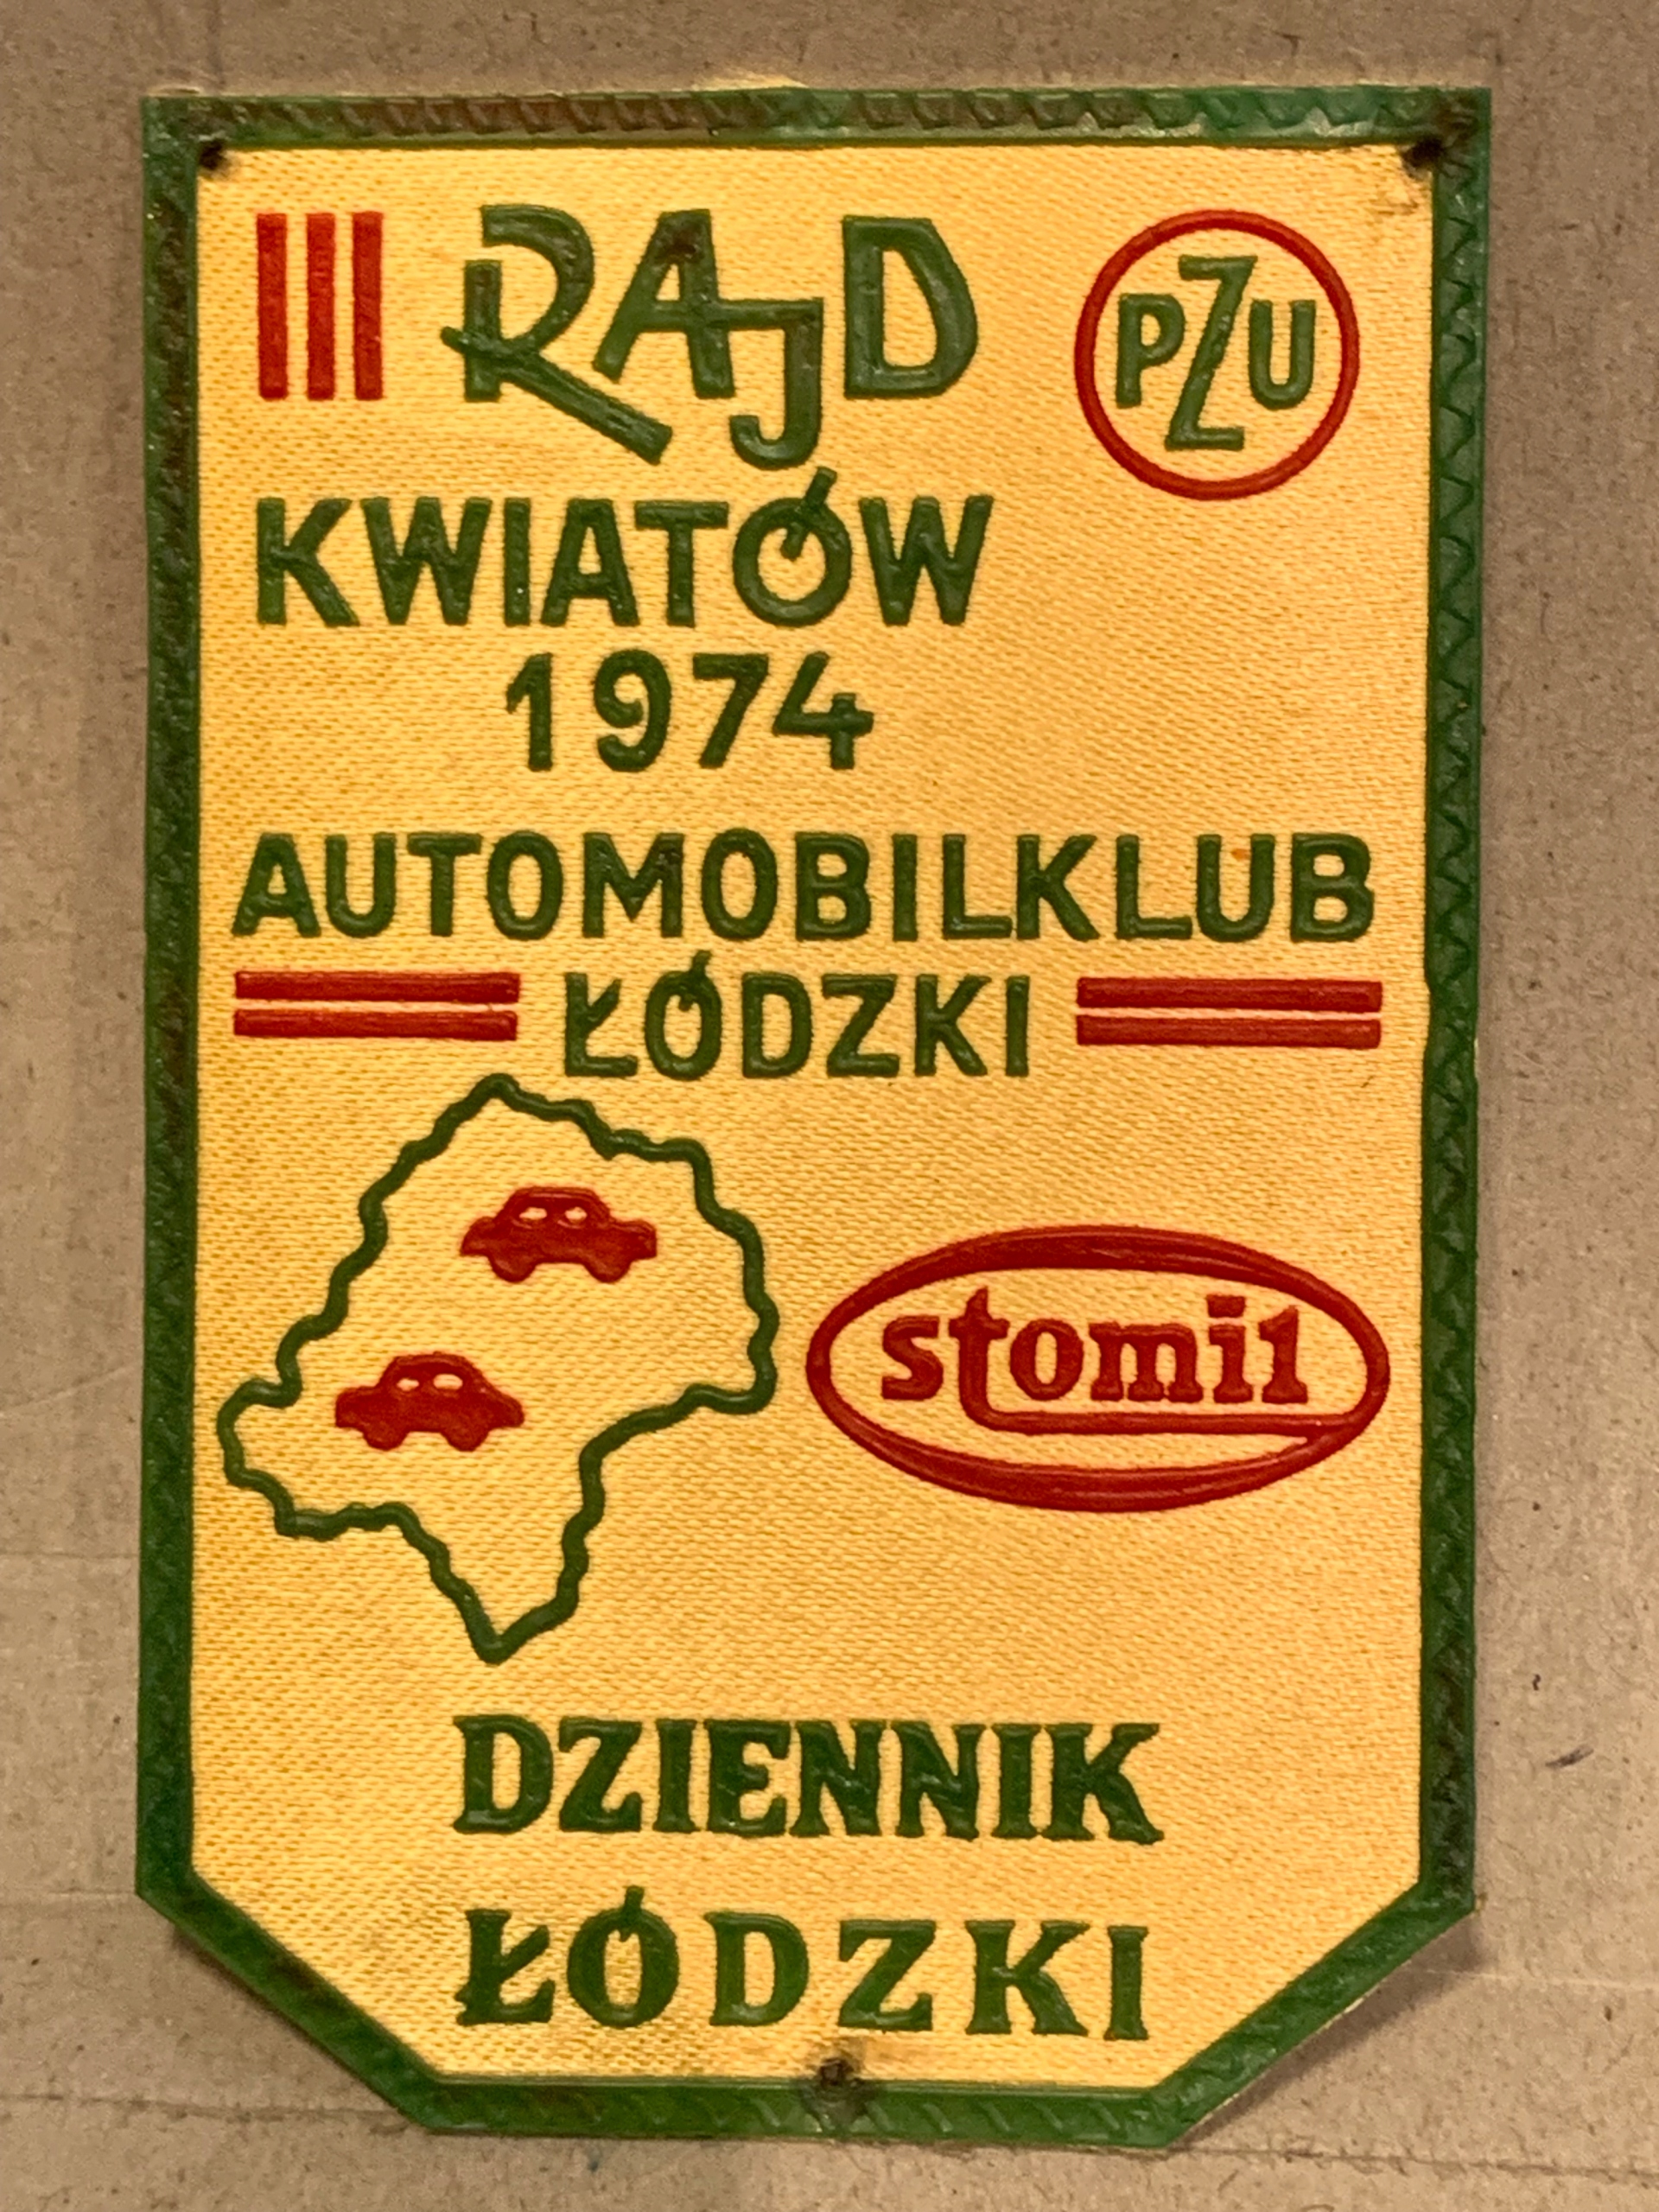 III RAJD
PZU
KWIATÓW
1974
AUTOMOBILKLUB
ŁÓDZKI
stomil
DZIENNIK
ŁÓDZKI